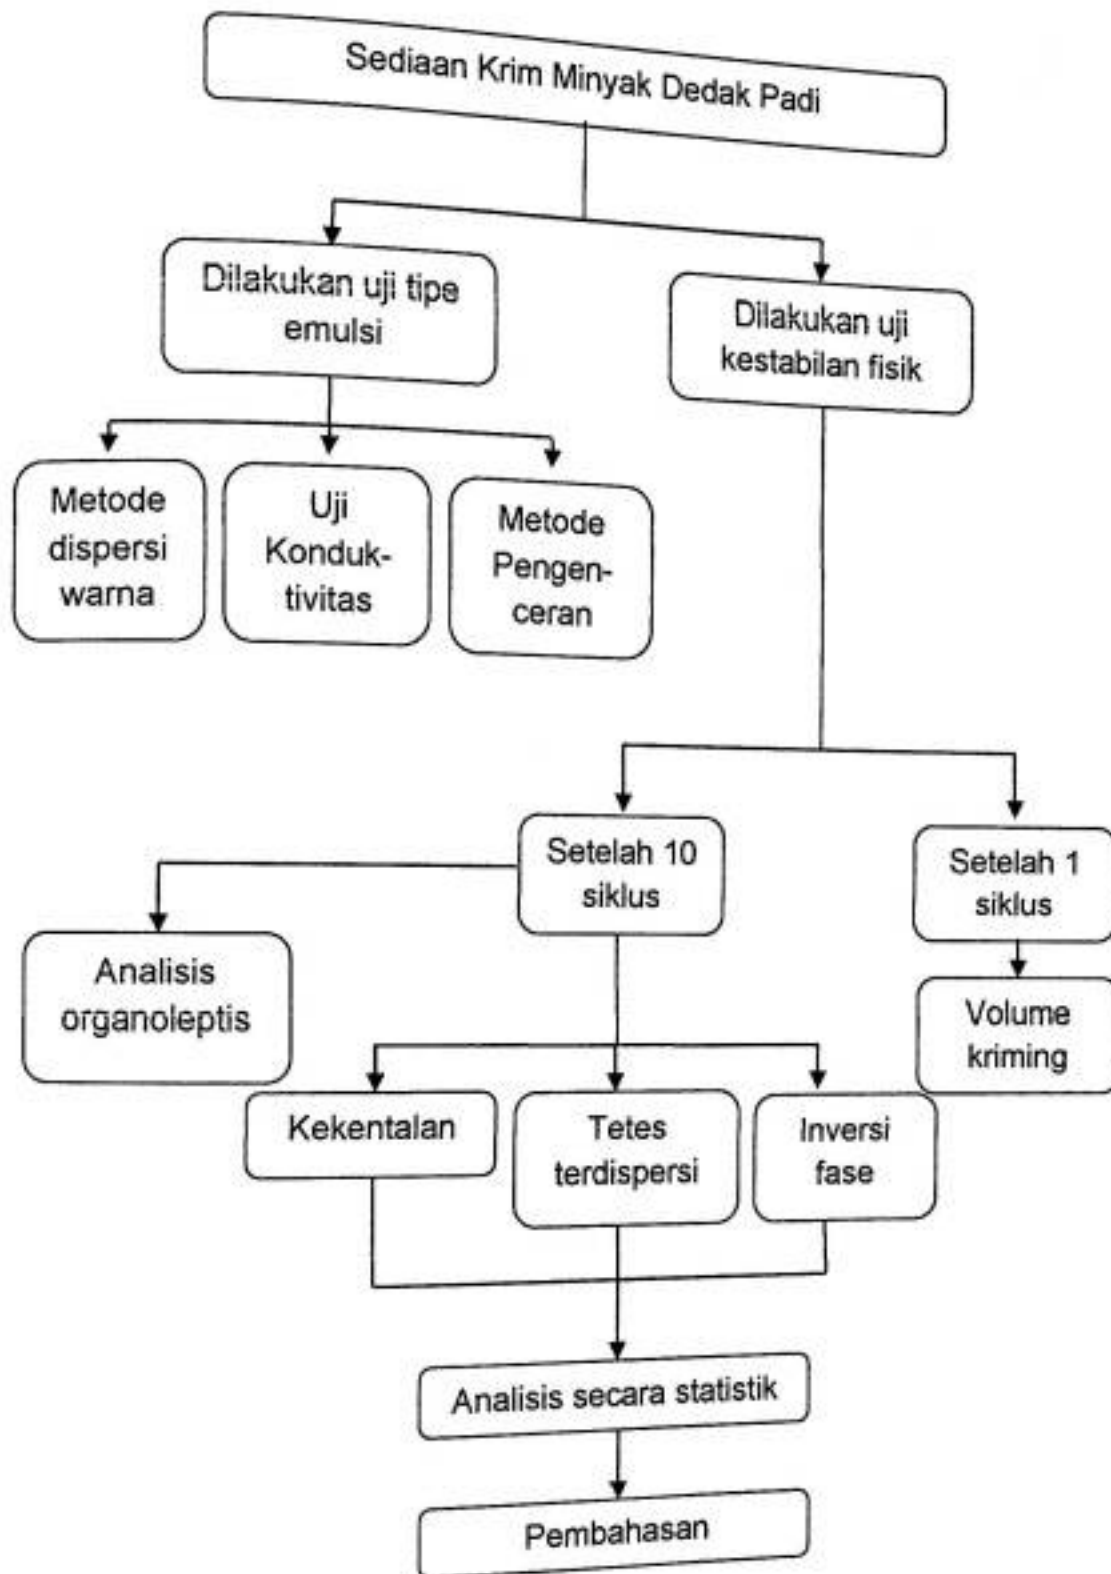 Sediaan Krim Minyak Dedak Padi
Dilakukan uji tipe
emulsi
Dilakukan uji
kestabilan fisik
Metode
dispersi
warna
Uji
Konduk-
tivitas
Metode
Pengen-
ceran
Setelah 10
siklus
Setelah 1
siklus
Analisis
organoleptis
Volume
kriming
Kekentalan
Tetes
terdispersi
Inversi
fase
Analisis secara statistik
Pembahasan